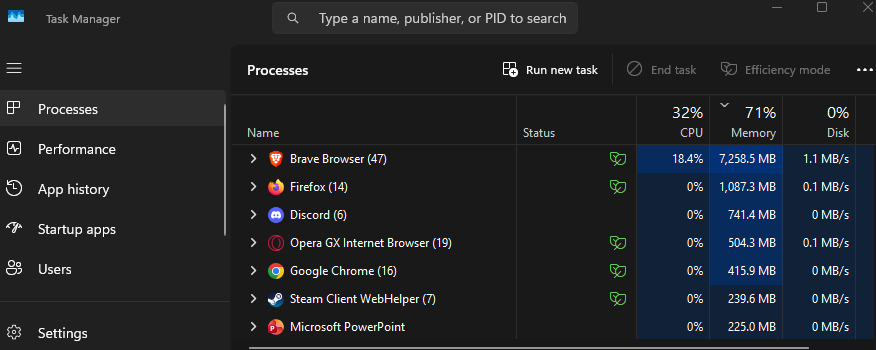 Task Manager
Type a name, publisher, or PID to search
Processes
Performance
App history
Startup apps
Users
Settings
Processes
Run new task
End task
Efficiency mode
32% 71% 0%
Name Status CPU Memory Disk
Brave Browser (47) 18.4% 7,258.5 MB 1.1 MB/s
Firefox (14) 0% 1,087.3 MB 0.1 MB/s
Discord (6) 0% 741.4 MB 0 MB/s
Opera GX Internet Browser (19) 0% 504.3 MB 0.1 MB/s
Google Chrome (16) 0% 415.9 MB 0 MB/s
Steam Client WebHelper (7) 0% 239.6 MB 0 MB/s
Microsoft PowerPoint 0% 225.0 MB 0 MB/s